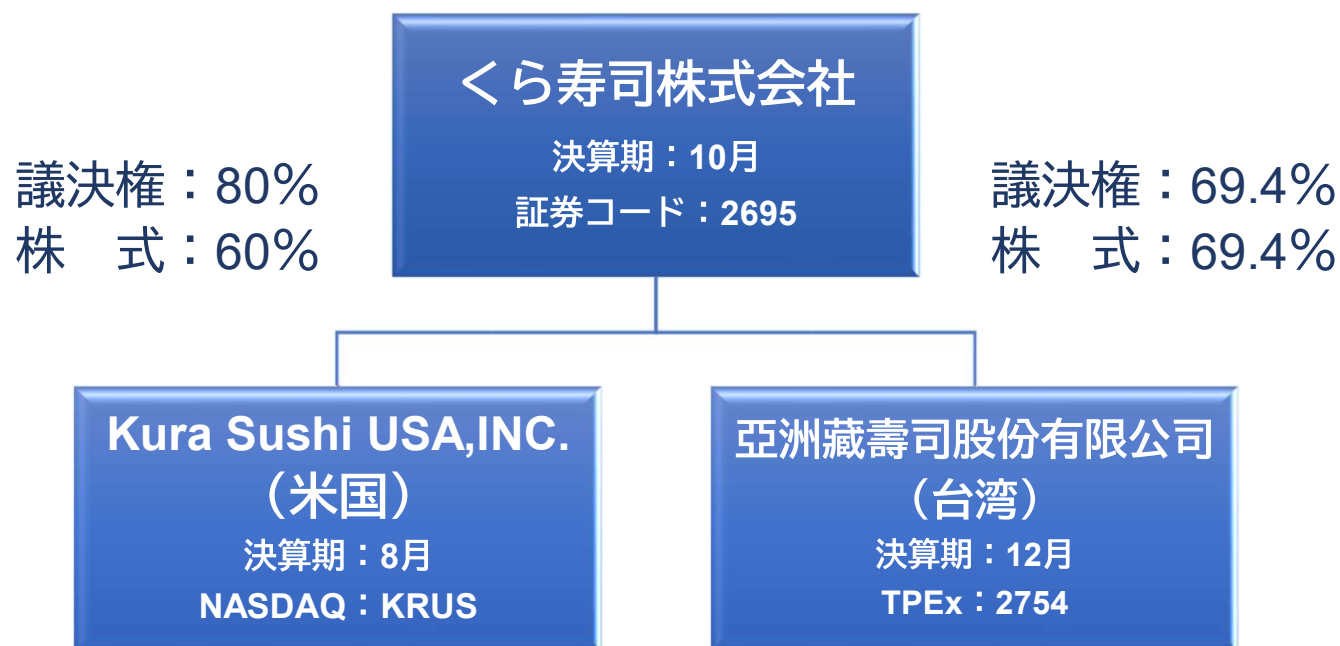 くら寿司株式会社
決算期：10月
証券コード：2695
議決権：80%
株　式：60%
議決権：69.4%
株　式：69.4%
Kura Sushi USA,INC.
（米国）
決算期：8月
NASDAQ：KRUS
亞洲藏壽司股份有限公司
（台湾）
決算期：12月
TPEx：2754